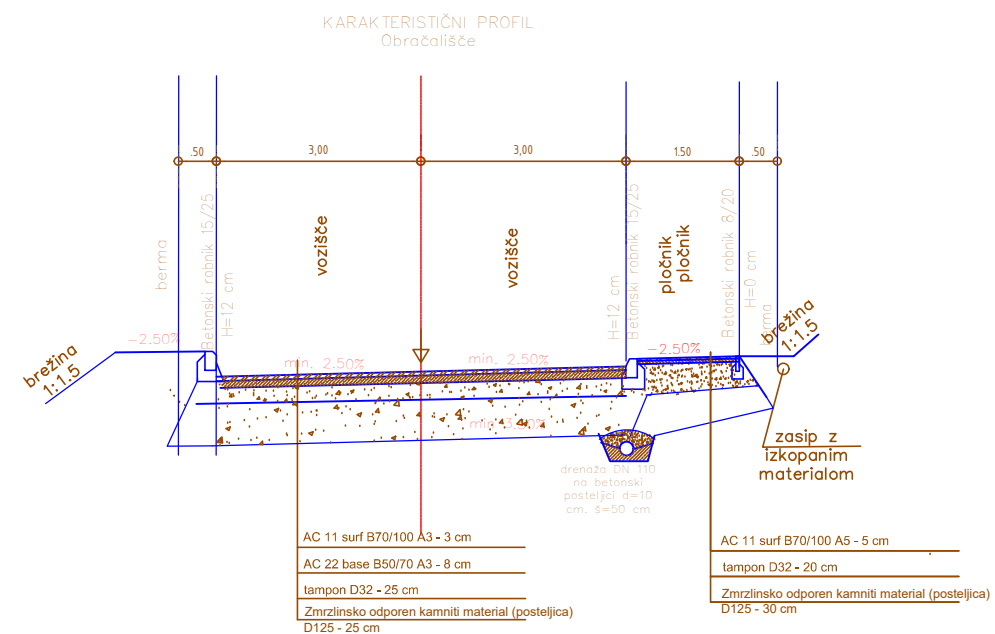 KARAKTERISTIČNI PROFIL
Obračališče
.50
3,00
3,00
1.50
.50
berma
Betonski robnik 15/25
H=12 cm
vozišče
vozišče
H=12 cm
Betonski robnik 15/25
pločnik
pločnik
Betonski robnik 8/20
H=0 cm
brežina
1:1.5
-2.50%
min. 2.50%
min. 2.50%
-2.50%
brežina
1:1.5
zasip z
izkopanim
materialom
drenaža DN 110
na betonski
posteljici d=10
cm. š=50 cm
AC 11 surf B70/100 A3 - 3 cm
AC 22 base B50/70 A3 - 8 cm
tampon D32 - 25 cm
Zmrzlinsko odporen kamniti material (posteljica)
D125 - 25 cm
AC 11 surf B70/100 A5 - 5 cm
tampon D32 - 20 cm
Zmrzlinsko odporen kamniti material (posteljica)
D125 - 30 cm